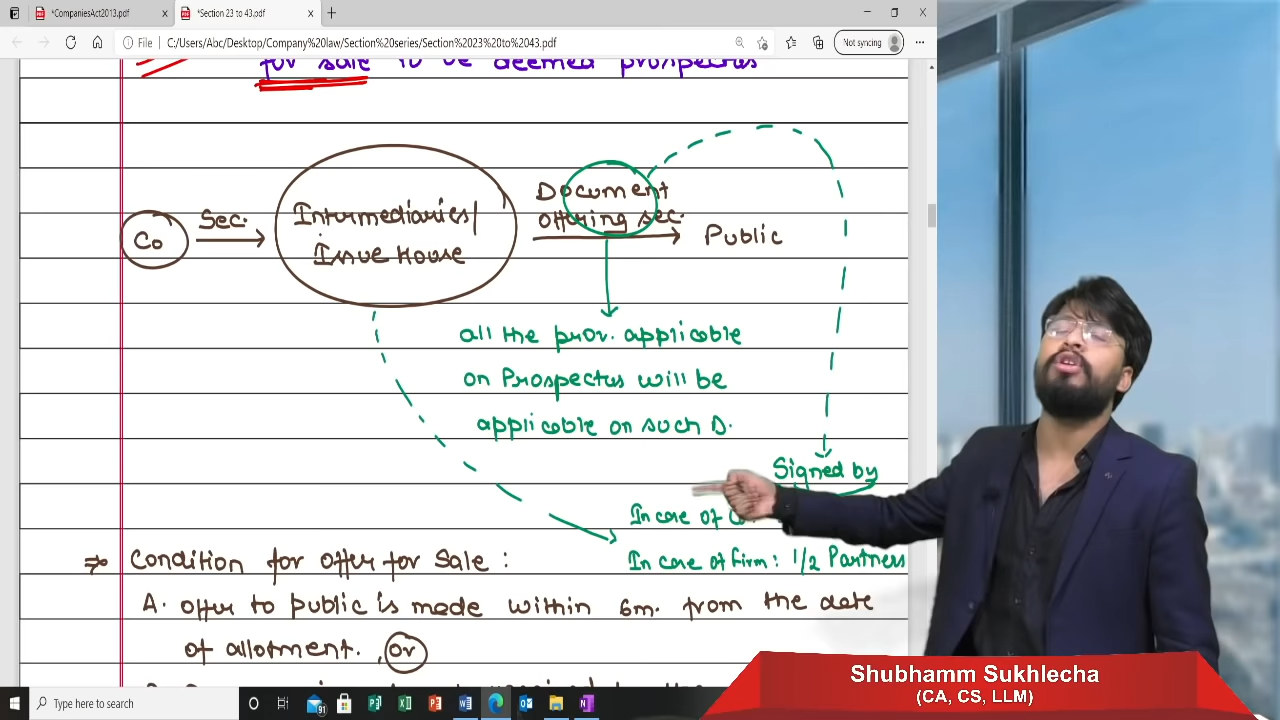 *CompaniesAct2013.pdf
*Section 23 to 43.pdf
File
C:/Users/Abc/Desktop/Company%20law/Section%20series/Section%2023%20to%2043.pdf
Not syncing
for sale to be deemed prospectus
Co
Sec.
Intermediaries/
Issue House
Document
offering sec.
Public
all the prov. applicable
on Prospectus will be
applicable on such D.
Signed by
In case of
In case of firm: 1/2 Partners
⇒ Condition for offer for Sale:
A. offer to public is made within 6m. from the date
of allotment. , or
Type here to search
91
Shubhamm Sukhlecha
(CA, CS, LLM)